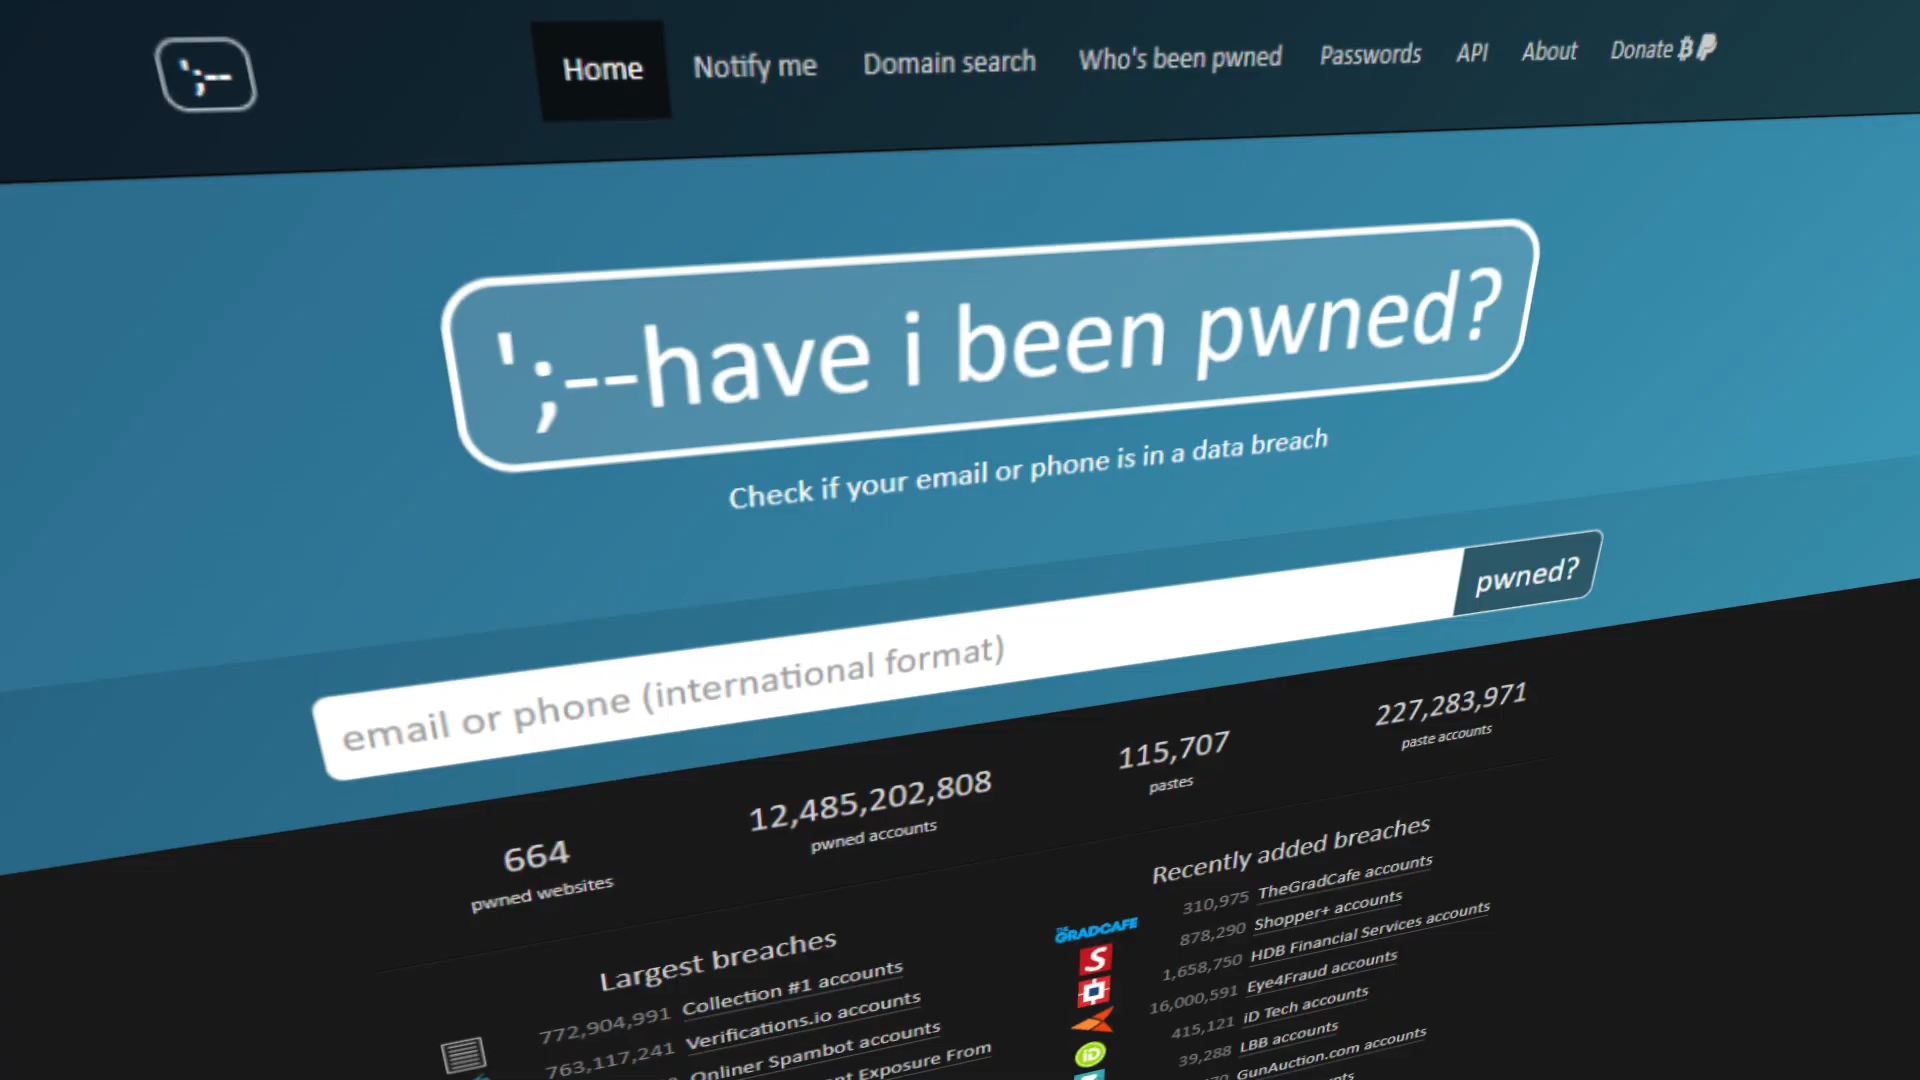 ';--
Home Notify me Domain search Who's been pwned Passwords API About Donate
';--have i been pwned?
Check if your email or phone is in a data breach
email or phone (international format)
pwned?
664
pwned websites
12,485,202,808
pwned accounts
115,707
pastes
227,283,971
paste accounts
Largest breaches
772,904,991 Collection #1 accounts
763,117,241 Verifications.io accounts
Onliner Spambot accounts
Exposure From
Recently added breaches
THE GRADCAFE
310,975 TheGradCafe accounts
S
878,290 Shopper+ accounts
1,658,750 HDB Financial Services accounts
16,000,591 Eye4Fraud accounts
iD
415,121 iD Tech accounts
39,288 LBB accounts
GunAuction.com accounts